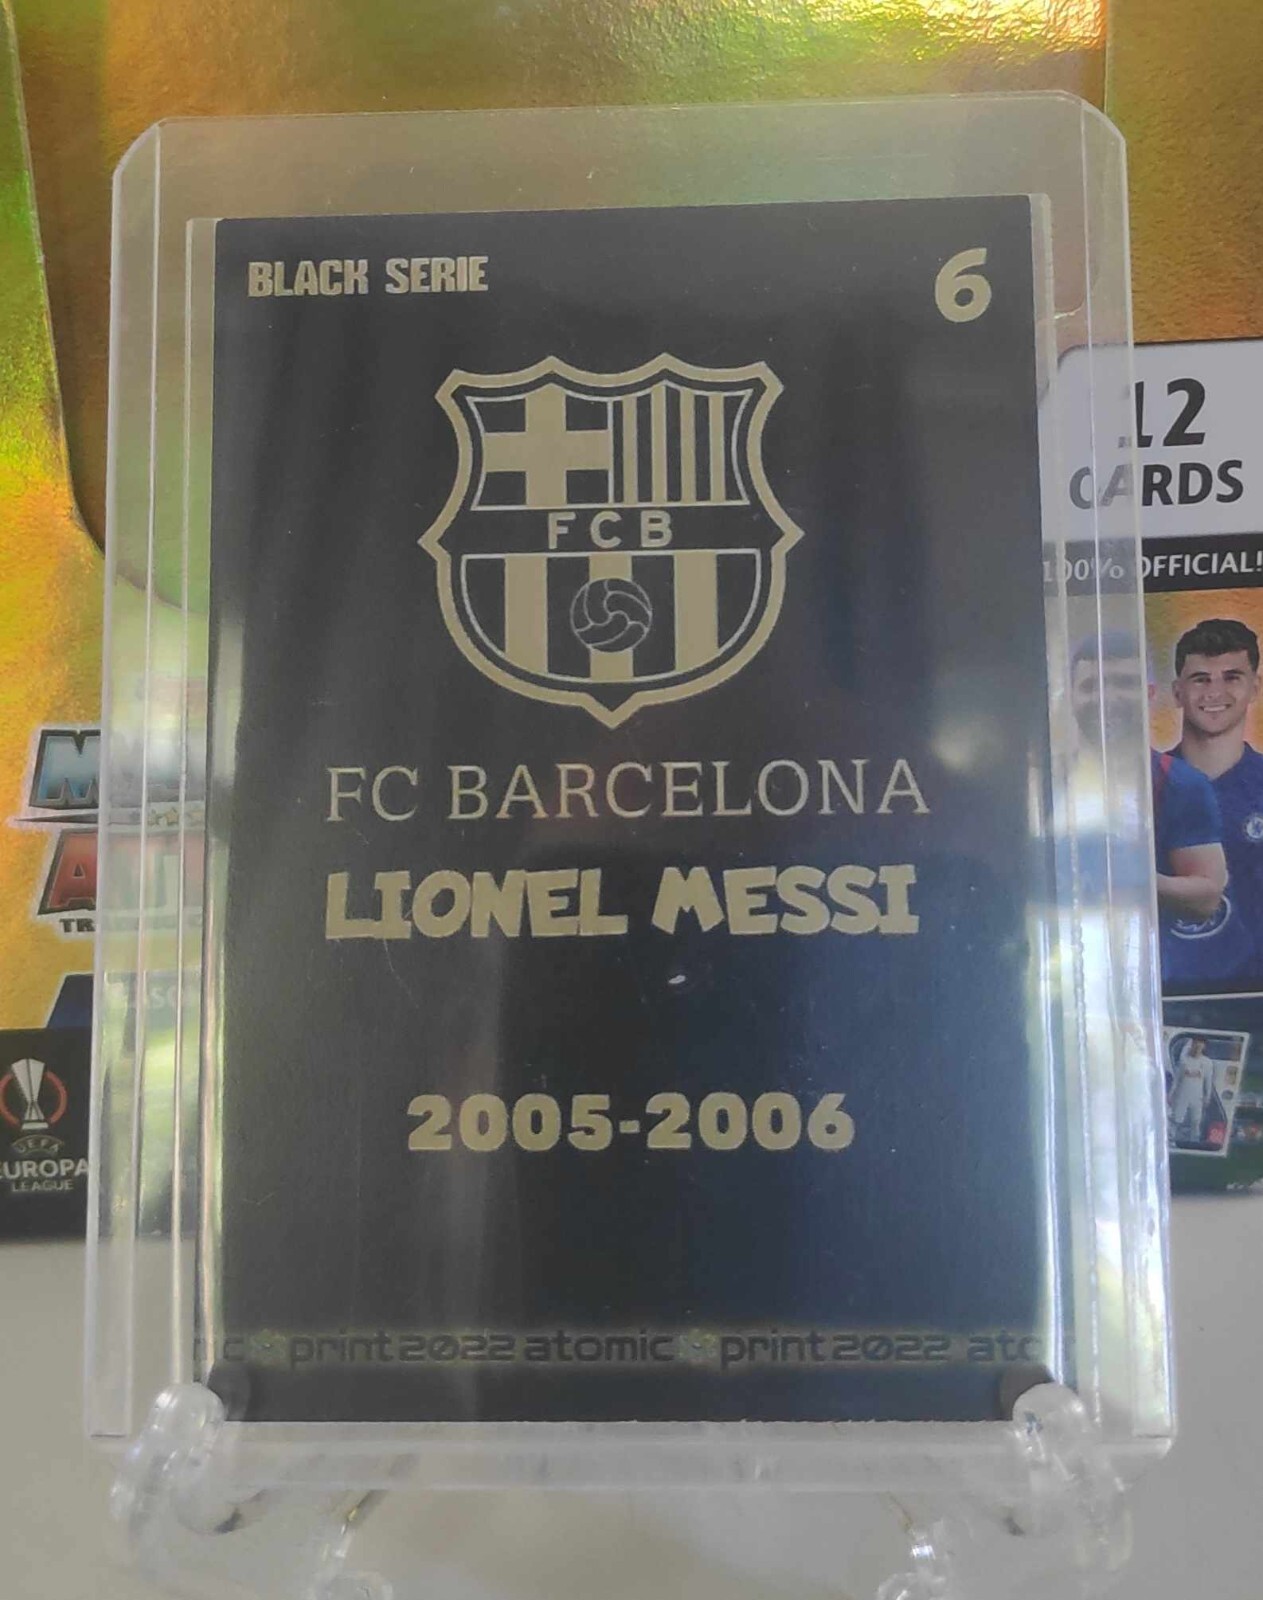 BLACK SERIE
6
FCB
FC BARCELONA
LIONEL MESSI
2005-2006
print2022 atomic print2022
12
CARDS
100% OFFICIAL!
UEFA
EUROPA
LEAGUE